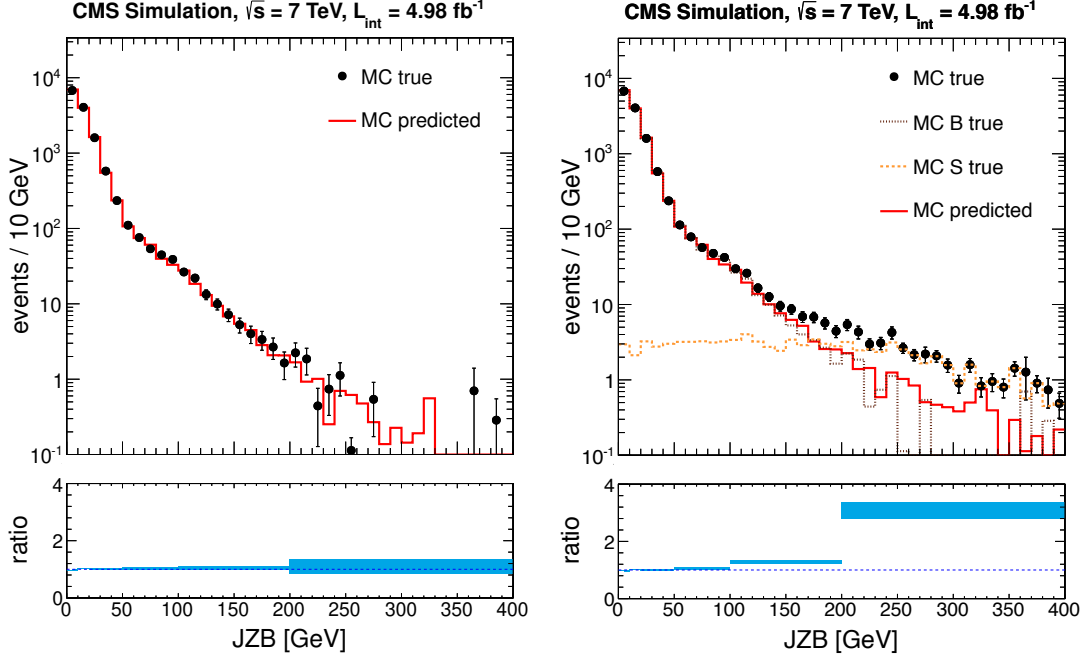 CMS Simulation, √s = 7 TeV, L_int = 4.98 fb⁻¹
events / 10 GeV
10⁴
10³
10²
10
1
10⁻¹
MC true
MC predicted
ratio
4
2
0
0 50 100 150 200 250 300 350 400
JZB [GeV]
CMS Simulation, √s = 7 TeV, L_int = 4.98 fb⁻¹
events / 10 GeV
10⁴
10³
10²
10
1
10⁻¹
MC true
MC B true
MC S true
MC predicted
ratio
4
2
0
0 50 100 150 200 250 300 350 400
JZB [GeV]